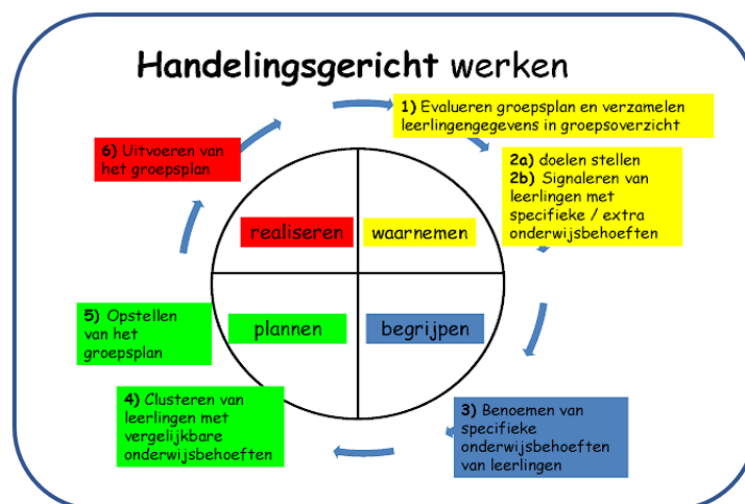 Handelingsgericht werken
1) Evalueren groepsplan en verzamelen
leerlingengegevens in groepsoverzicht
2a) doelen stellen
2b) Signaleren van
leerlingen met
specifieke / extra
onderwijsbehoeften
3) Benoemen van
specifieke
onderwijsbehoeften
van leerlingen
4) Clusteren van
leerlingen met
vergelijkbare
onderwijsbehoeften
5) Opstellen
van het
groepsplan
6) Uitvoeren van
het groepsplan
realiseren
waarnemen
plannen
begrijpen